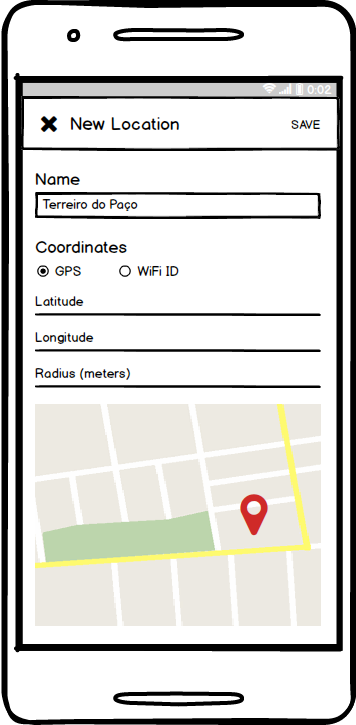 0:02
New Location SAVE
Name
Terreiro do Paço
Coordinates
GPS WiFi ID
Latitude
Longitude
Radius (meters)